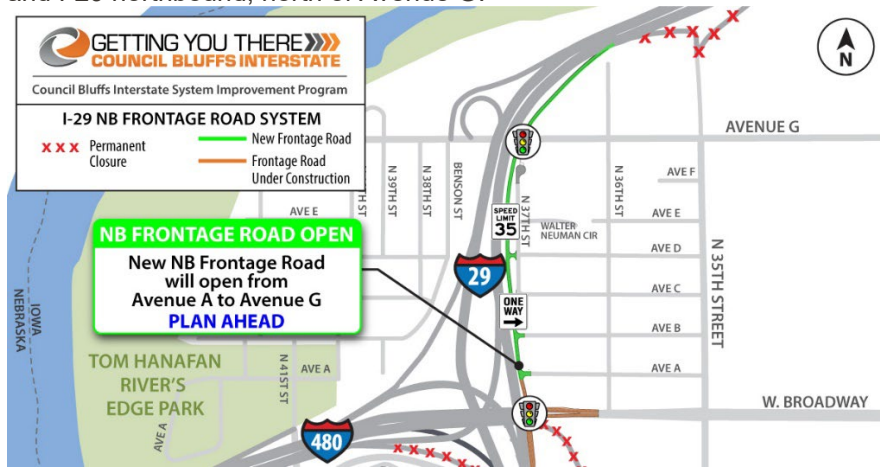 and I-29 northbound, north of Avenue G.
GETTING YOU THERE
COUNCIL BLUFFS INTERSTATE
Council Bluffs Interstate System Improvement Program
I-29 NB FRONTAGE ROAD SYSTEM
X X X Permanent
Closure
New Frontage Road
Frontage Road
Under Construction
N
AVENUE G
N 39TH ST
N 38TH ST
BENSON ST
N 37TH ST
N 36TH ST
7TH ST
AVE F
AVE E
SPEED
LIMIT
35
WALTER
NEUMAN CIR
AVE E
AVE D
N 35TH STREET
NB FRONTAGE ROAD OPEN
New NB Frontage Road
will open from
Avenue A to Avenue G
PLAN AHEAD
29
AVE C
ONE
WAY
AVE B
IOWA
NEBRASKA
TOM HANAFAN
RIVER'S
EDGE PARK
N 41ST ST
AVE A
AVE A
AVE A
W. BROADWAY
480